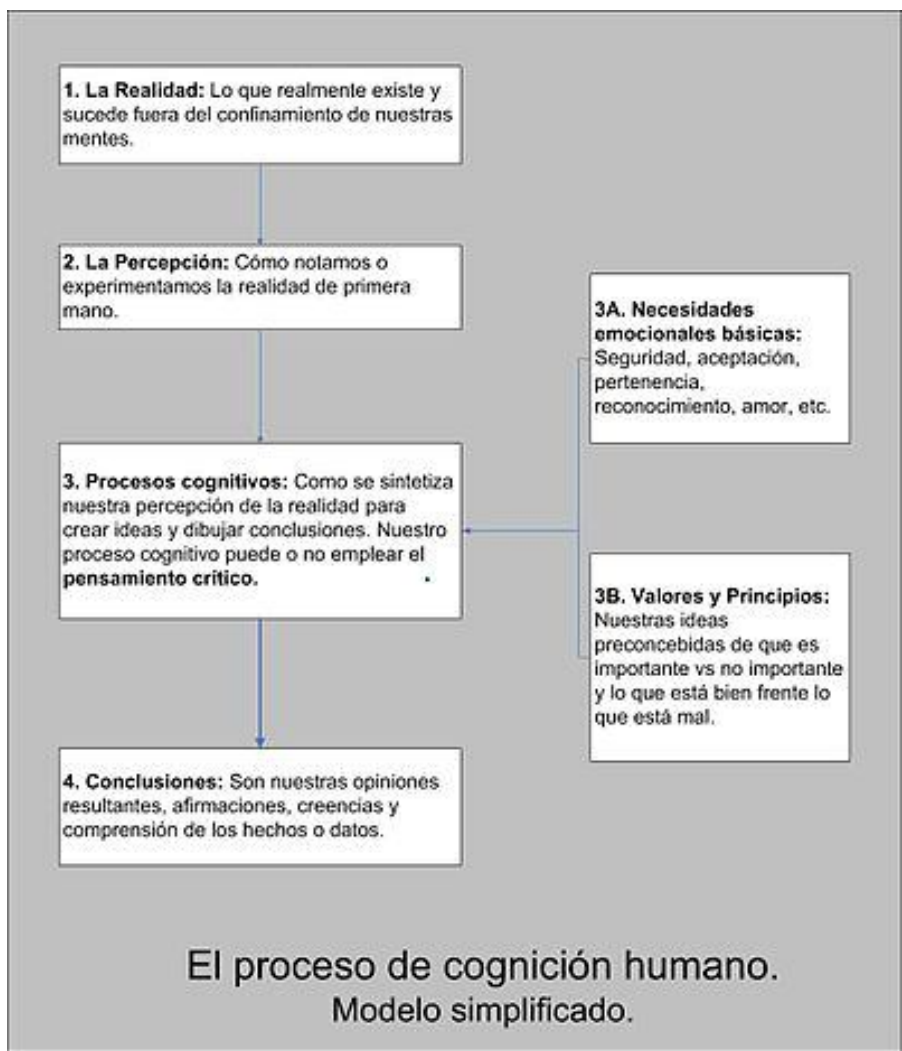 1. La Realidad: Lo que realmente existe y
sucede fuera del confinamiento de nuestras
mentes.
2. La Percepción: Cómo notamos o
experimentamos la realidad de primera
mano.
3A. Necesidades
emocionales básicas:
Seguridad, aceptación,
pertenencia,
reconocimiento, amor, etc.
3. Procesos cognitivos: Como se sintetiza
nuestra percepción de la realidad para
crear ideas y dibujar conclusiones. Nuestro
proceso cognitivo puede o no emplear el
pensamiento crítico.
3B. Valores y Principios:
Nuestras ideas
preconcebidas de que es
importante vs no importante
y lo que está bien frente lo
que está mal.
4. Conclusiones: Son nuestras opiniones
resultantes, afirmaciones, creencias y
comprensión de los hechos o datos.
El proceso de cognición humano.
Modelo simplificado.